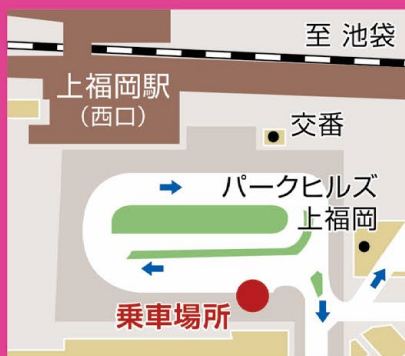 至 池袋
上福岡駅
（西口）
交番
パークヒルズ
上福岡
乗車場所